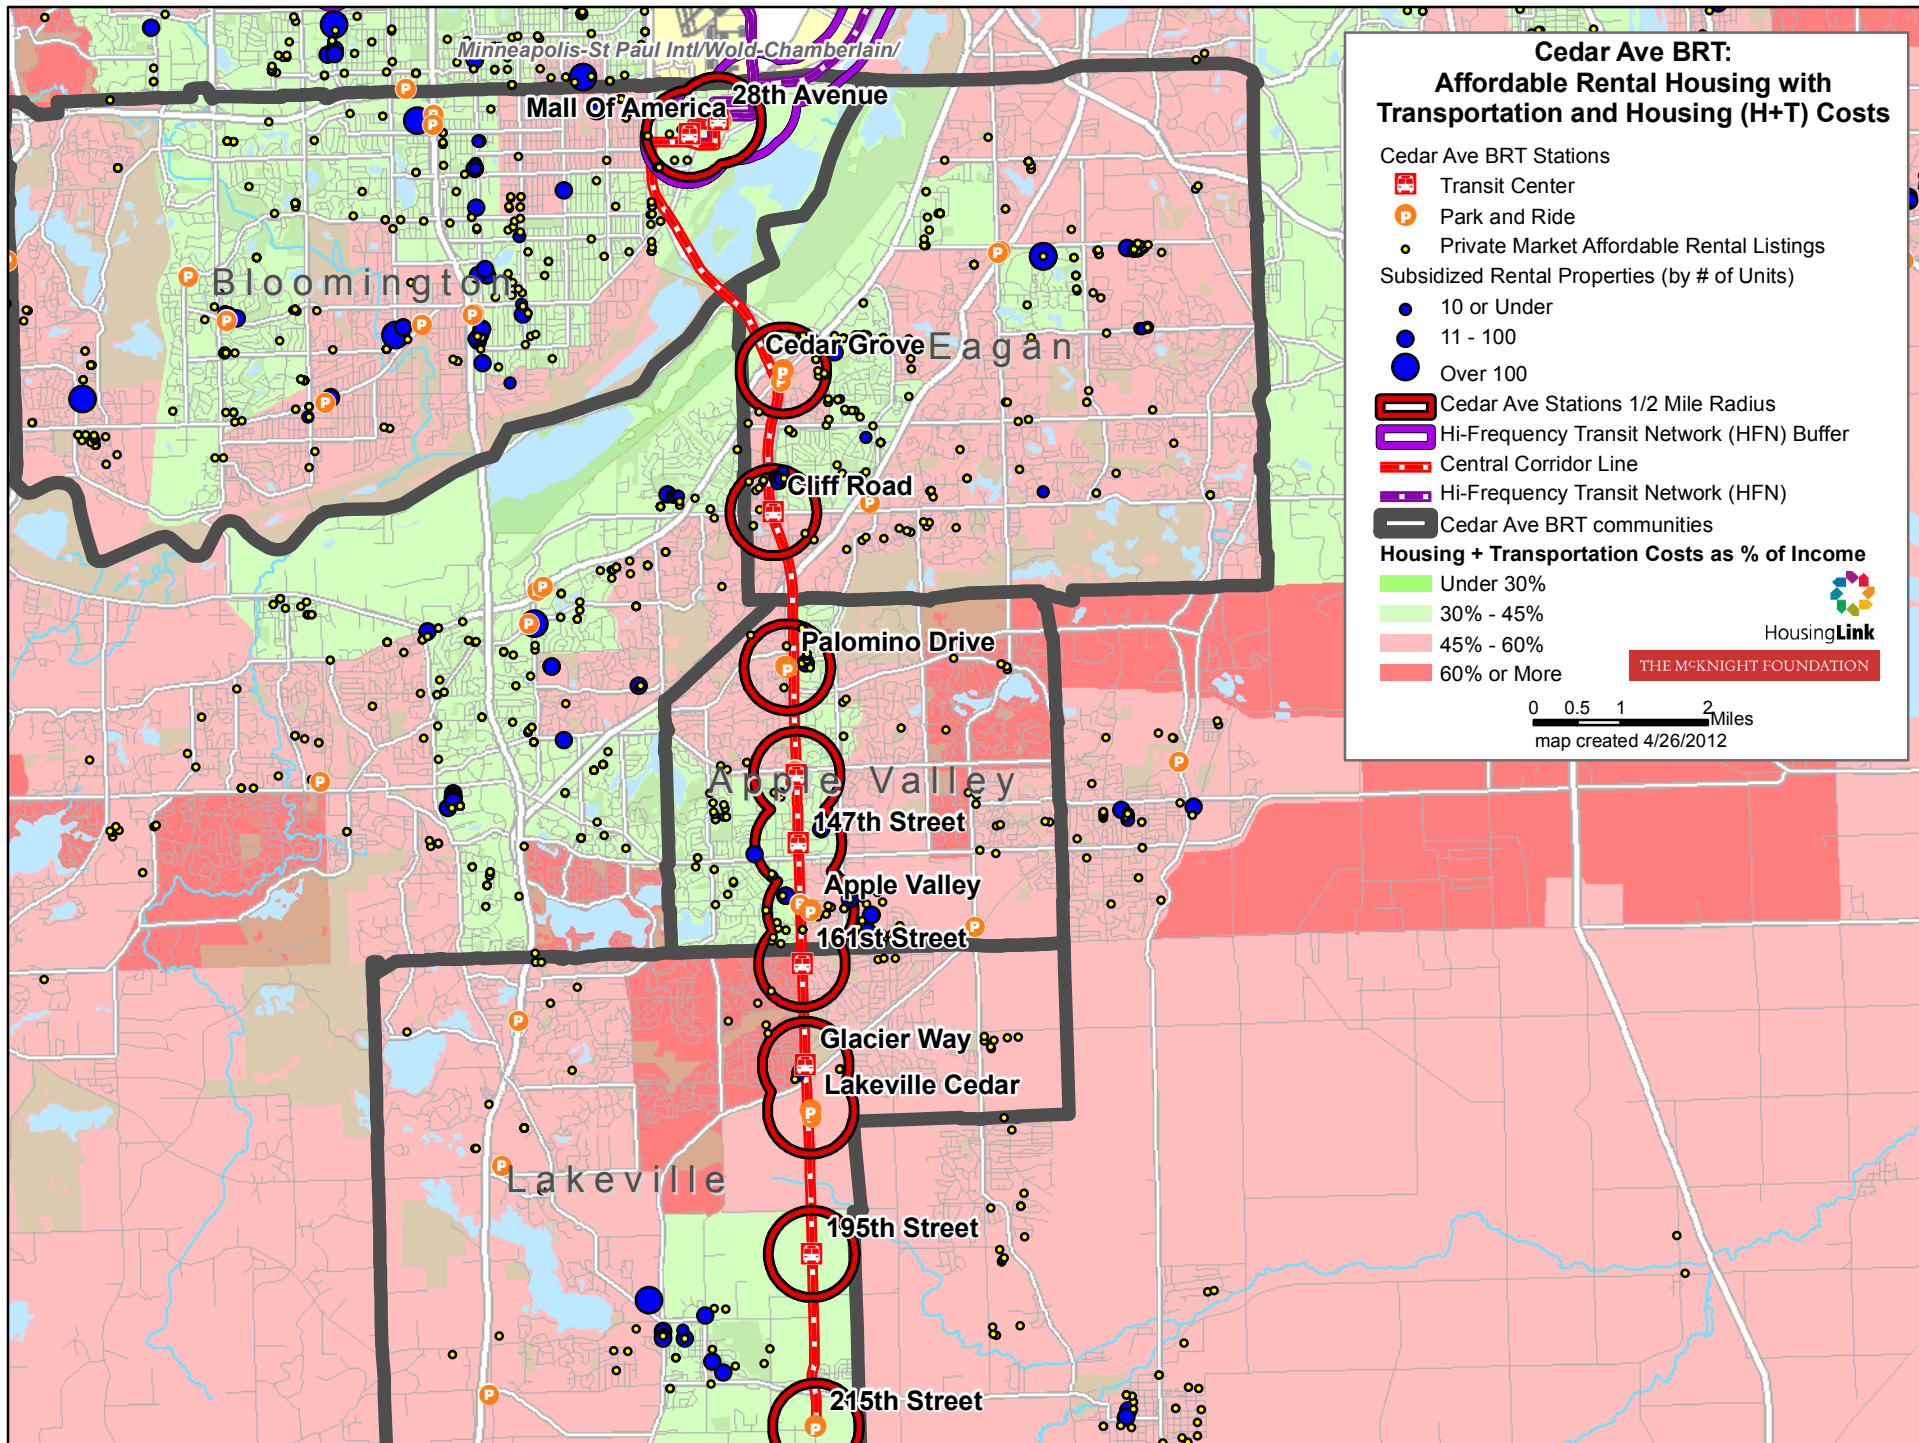 Minneapolis-St Paul Intl/Wold-Chamberlain/
Mall Of America
28th Avenue
Bloomington
Cedar Grove
Eagan
Cliff Road
Palomino Drive
Apple Valley
147th Street
Apple Valley
161st Street
Glacier Way
Lakeville Cedar
Lakeville
195th Street
215th Street
Cedar Ave BRT:
Affordable Rental Housing with
Transportation and Housing (H+T) Costs
Cedar Ave BRT Stations
Transit Center
P Park and Ride
Private Market Affordable Rental Listings
Subsidized Rental Properties (by # of Units)
10 or Under
11 - 100
Over 100
Cedar Ave Stations 1/2 Mile Radius
Hi-Frequency Transit Network (HFN) Buffer
Central Corridor Line
Hi-Frequency Transit Network (HFN)
Cedar Ave BRT communities
Housing + Transportation Costs as % of Income
Under 30%
30% - 45%
45% - 60%
60% or More
HousingLink
THE McKNIGHT FOUNDATION
0 0.5 1 2 Miles
map created 4/26/2012